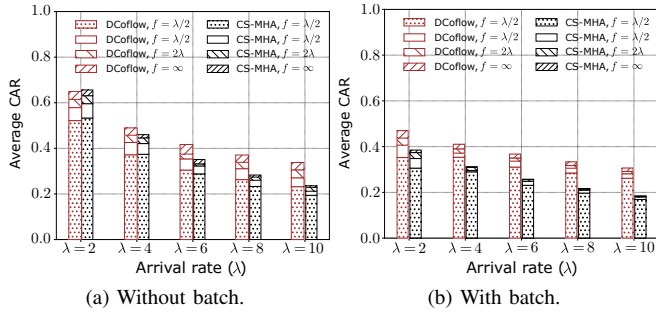 1.0
0.8
0.6
0.4
0.2
0.0
Average CAR
DCoflow, f = λ/2
DCoflow, f = λ/2
DCoflow, f = 2λ
DCoflow, f = ∞
CS-MHA, f = λ/2
CS-MHA, f = λ/2
CS-MHA, f = 2λ
CS-MHA, f = ∞
λ = 2 λ = 4 λ = 6 λ = 8 λ = 10
Arrival rate (λ)
(a) Without batch.
1.0
0.8
0.6
0.4
0.2
0.0
Average CAR
DCoflow, f = λ/2
DCoflow, f = λ/2
DCoflow, f = 2λ
DCoflow, f = ∞
CS-MHA, f = λ/2
CS-MHA, f = λ/2
CS-MHA, f = 2λ
CS-MHA, f = ∞
λ = 2 λ = 4 λ = 6 λ = 8 λ = 10
Arrival rate (λ)
(b) With batch.